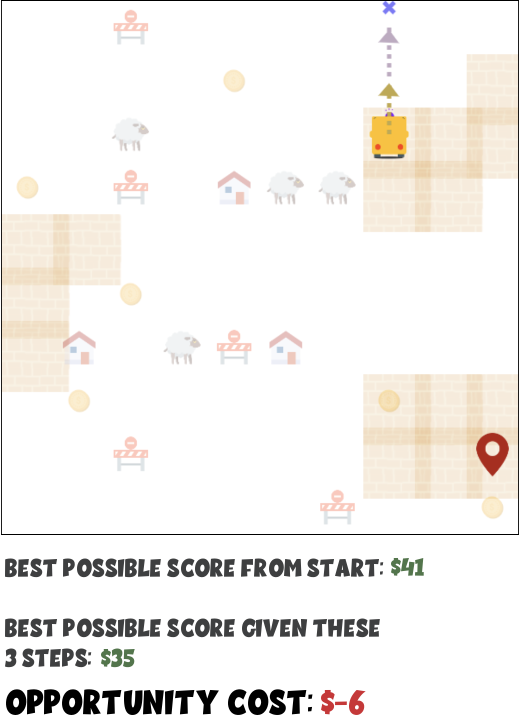 BEST POSSIBLE SCORE FROM START: $41
BEST POSSIBLE SCORE GIVEN THESE
3 STEPS: $35
OPPORTUNITY COST: $-6